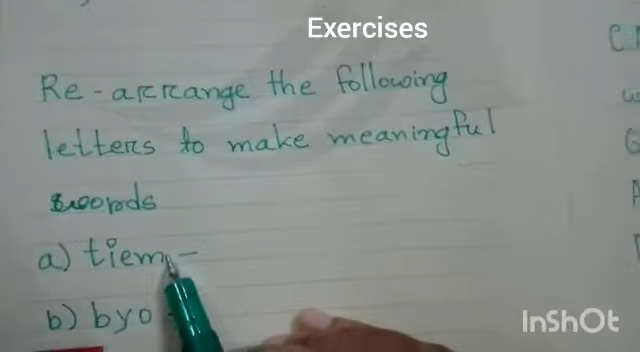 Exercises
Re-arrange the following
letters to make meaningful
words
a) tiem -
b) byo
InShOt